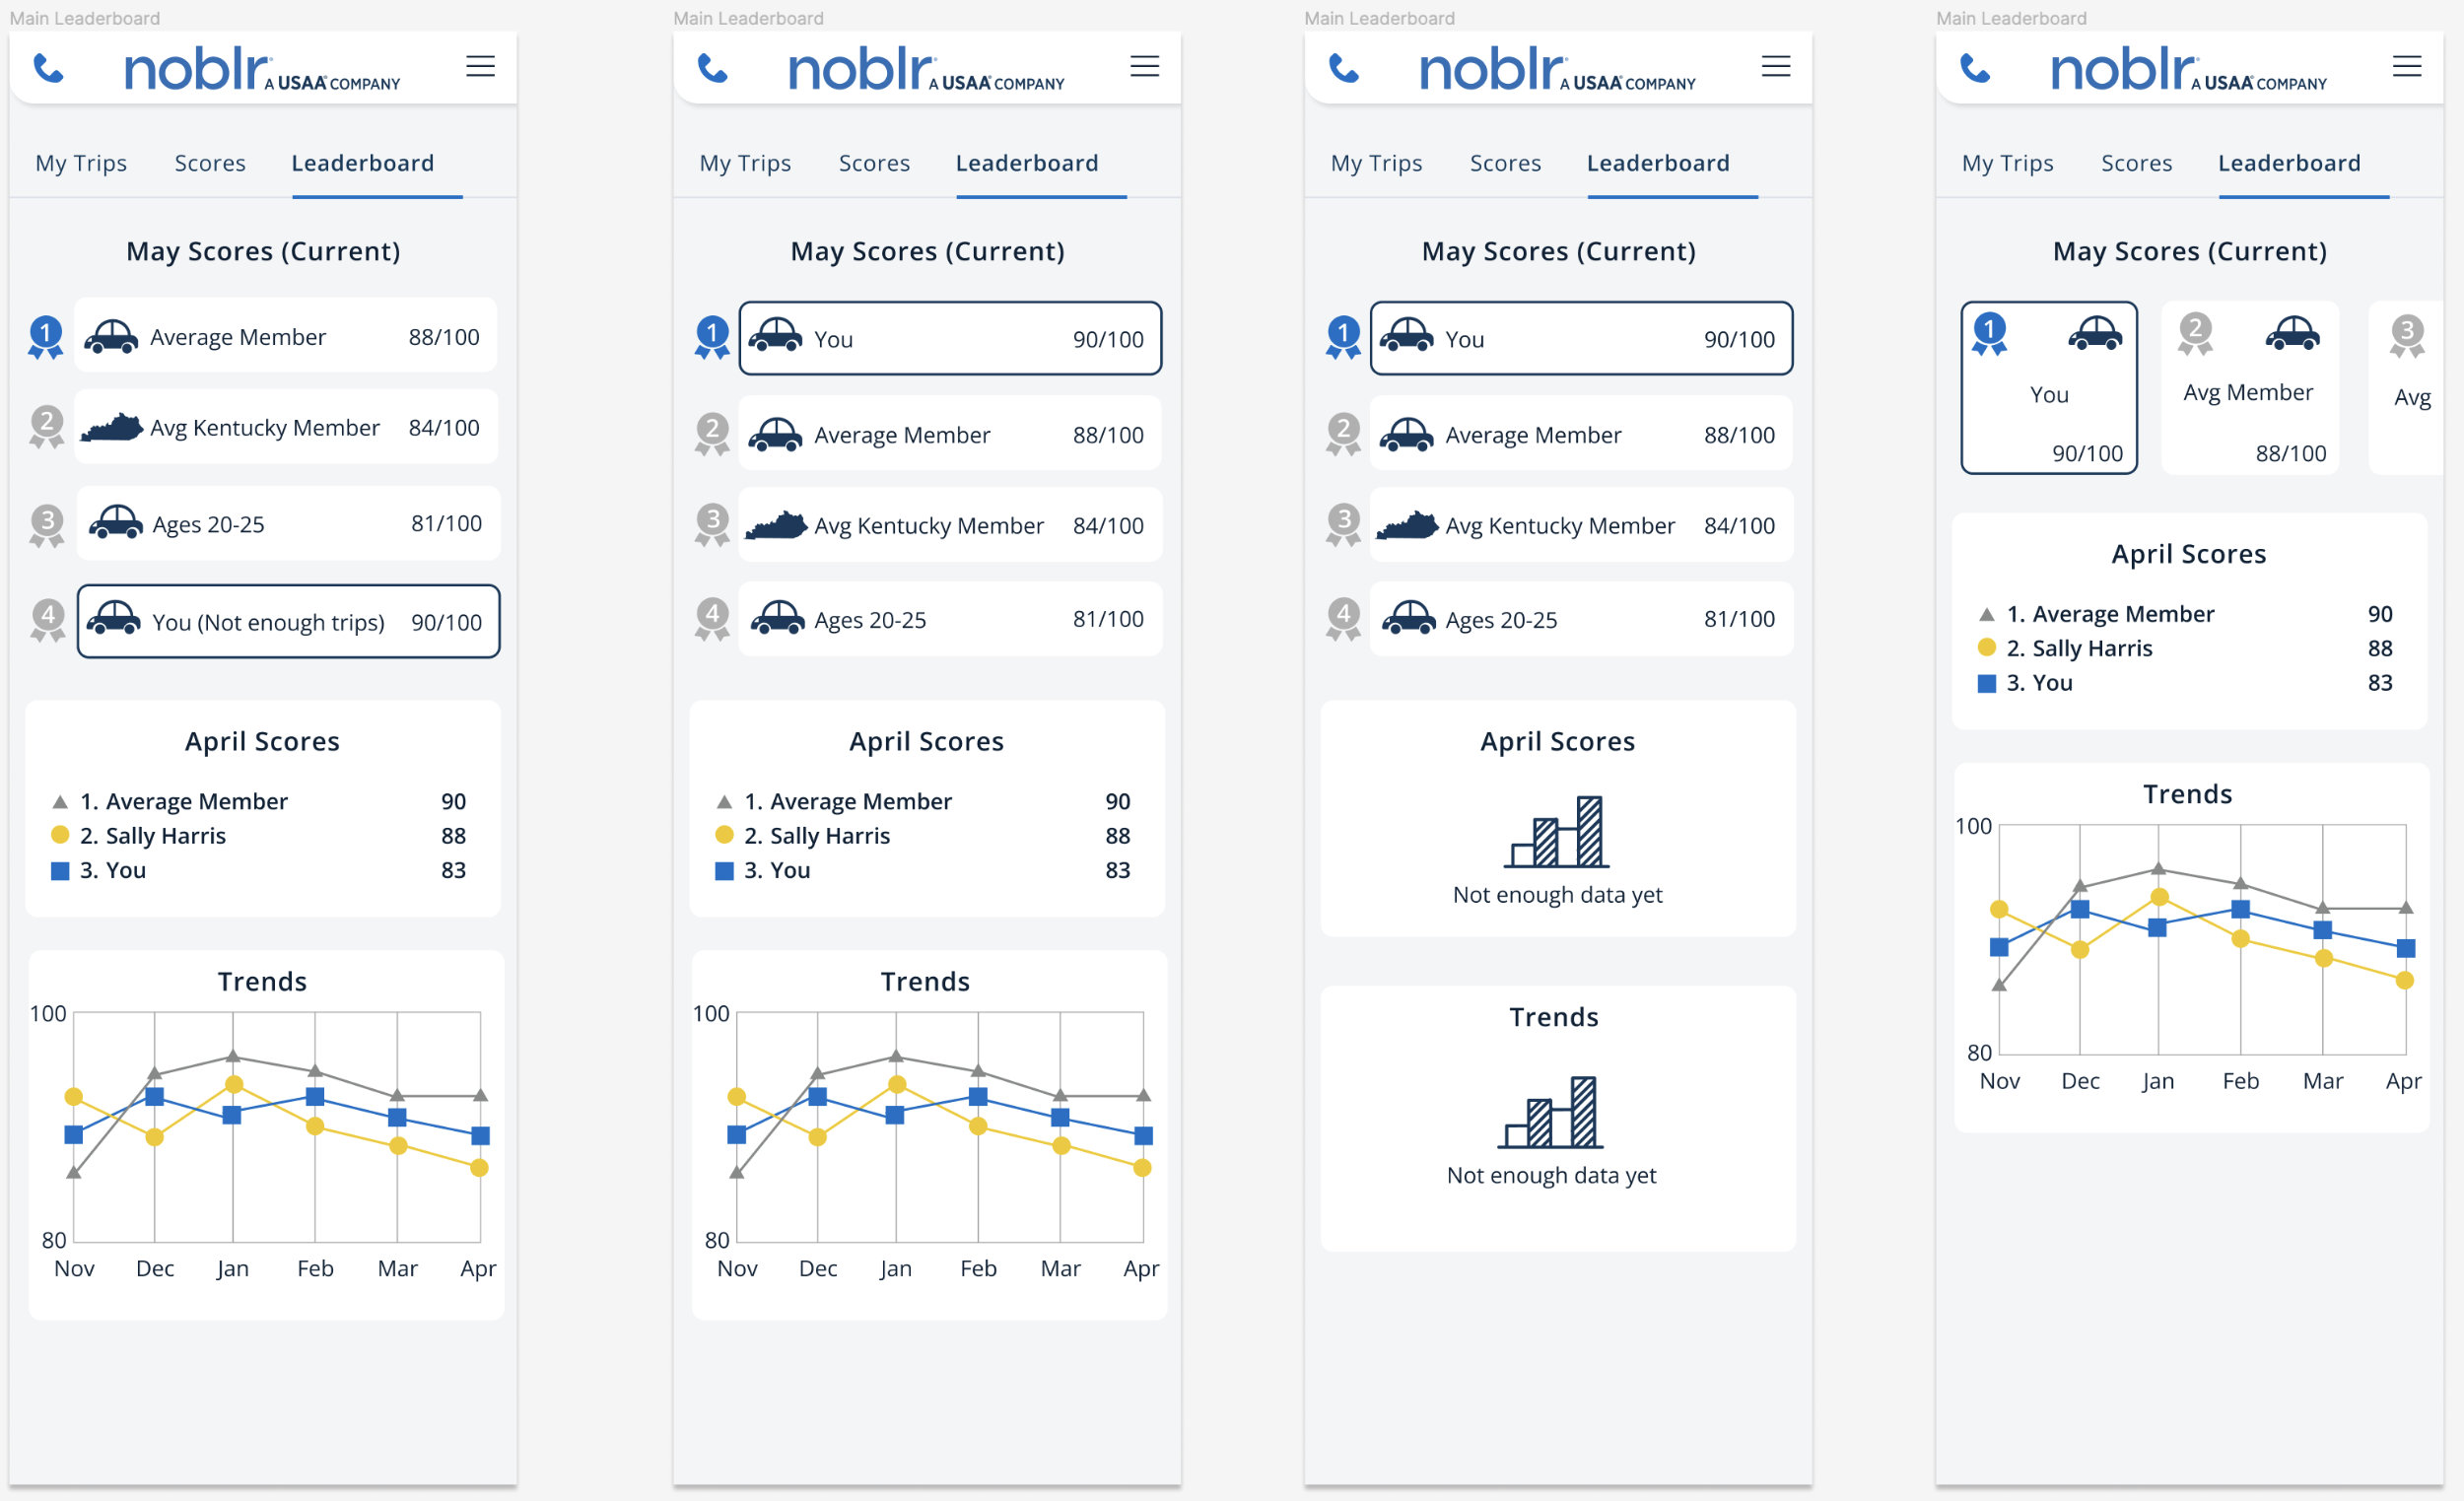 Main Leaderboard
noblr A USAA COMPANY
My Trips Scores Leaderboard
May Scores (Current)
1 Average Member 88/100
2 Avg Kentucky Member 84/100
3 Ages 20-25 81/100
4 You (Not enough trips) 90/100
April Scores
1. Average Member 90
2. Sally Harris 88
3. You 83
Trends
100
80
Nov Dec Jan Feb Mar Apr
Main Leaderboard
noblr A USAA COMPANY
My Trips Scores Leaderboard
May Scores (Current)
1 You 90/100
2 Average Member 88/100
3 Avg Kentucky Member 84/100
4 Ages 20-25 81/100
April Scores
1. Average Member 90
2. Sally Harris 88
3. You 83
Trends
100
80
Nov Dec Jan Feb Mar Apr
Main Leaderboard
noblr A USAA COMPANY
My Trips Scores Leaderboard
May Scores (Current)
1 You 90/100
2 Average Member 88/100
3 Avg Kentucky Member 84/100
4 Ages 20-25 81/100
April Scores
Not enough data yet
Trends
Not enough data yet
Main Leaderboard
noblr A USAA COMPANY
My Trips Scores Leaderboard
May Scores (Current)
1 2 3
You Avg Member Avg
90/100 88/100
April Scores
1. Average Member 90
2. Sally Harris 88
3. You 83
Trends
100
80
Nov Dec Jan Feb Mar Apr